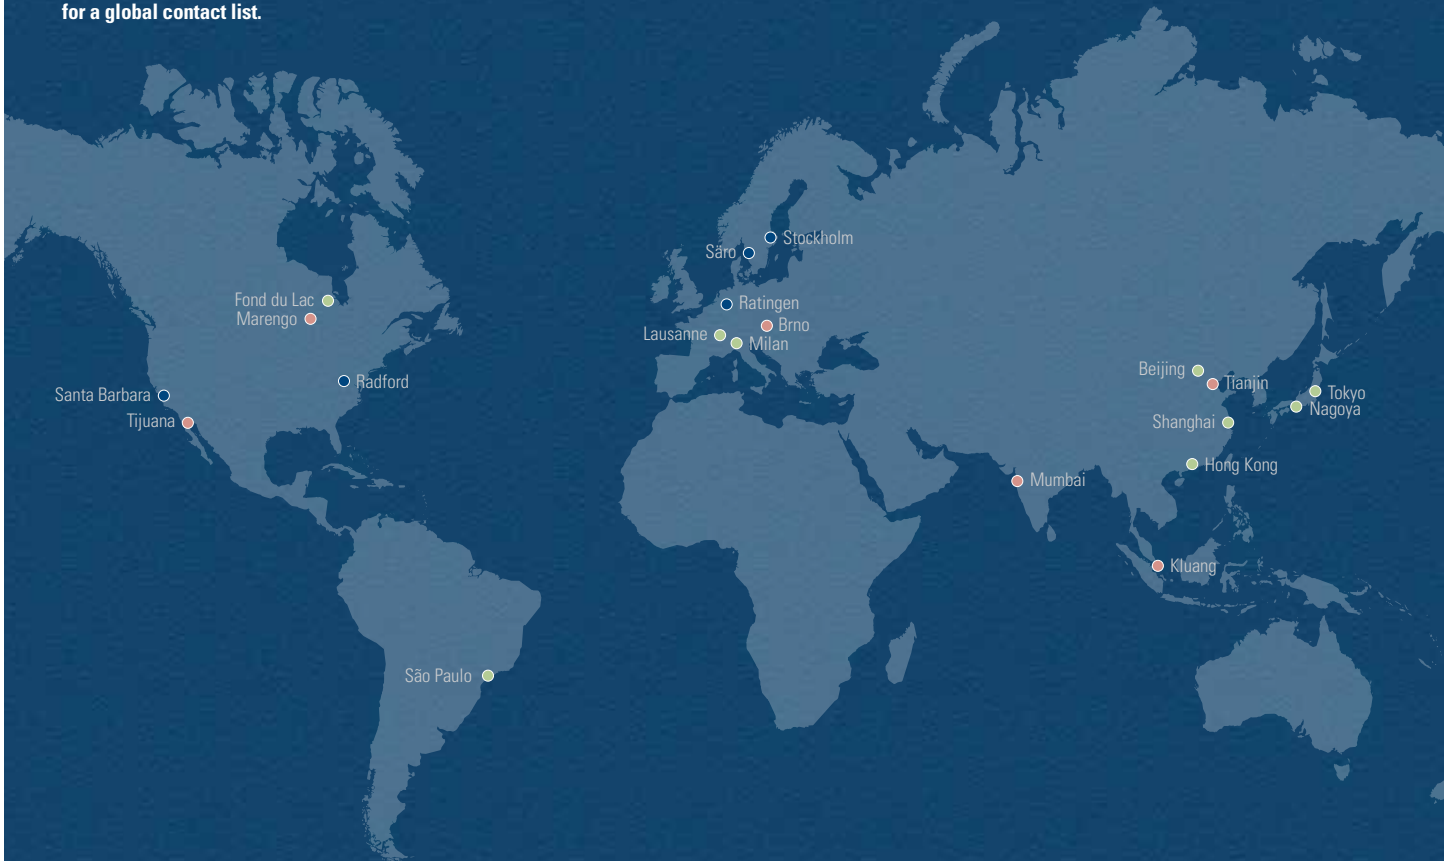 for a global contact list.
Stockholm
Säro
Fond du Lac
Ratingen
Marengo
Brno
Lausanne
Milan
Beijing
Radford
Tianjin
Santa Barbara
Tokyo
Nagoya
Tijuana
Shanghai
Hong Kong
Mumbai
Kluang
São Paulo